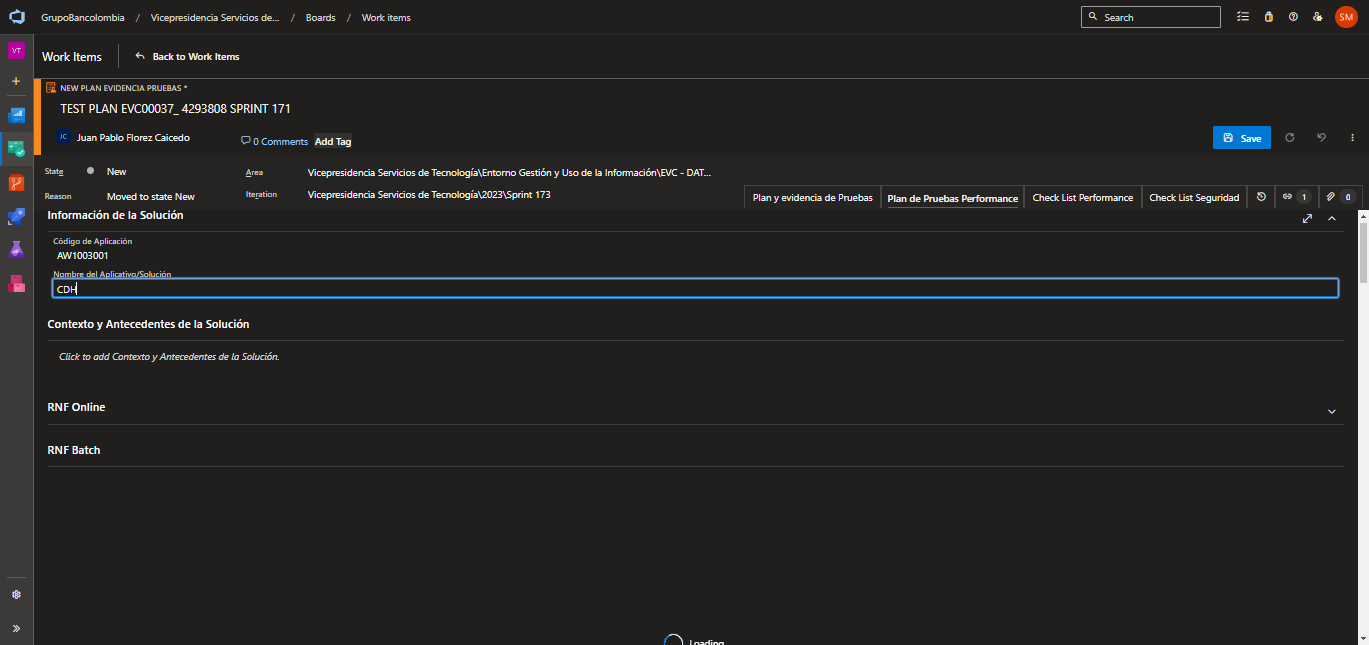 GrupoBancolombia / Vicepresidencia Servicios de... / Boards / Work items
Search
SM
VT
Work Items
Back to Work Items
NEW PLAN EVIDENCIA PRUEBAS *
TEST PLAN EVC00037_ 4293808 SPRINT 171
JC Juan Pablo Florez Caicedo
0 Comments
Add Tag
Save
State
New
Area
Vicepresidencia Servicios de Tecnología\Entorno Gestión y Uso de la Información\EVC - DAT...
Reason
Moved to state New
Iteration
Vicepresidencia Servicios de Tecnología\2023\Sprint 173
Plan y evidencia de Pruebas
Plan de Pruebas Performance
Check List Performance
Check List Seguridad
1
0
Información de la Solución
Código de Aplicación
AW1003001
Nombre del Aplicativo/Solución
CDH
Contexto y Antecedentes de la Solución
Click to add Contexto y Antecedentes de la Solución.
RNF Online
RNF Batch
Loading